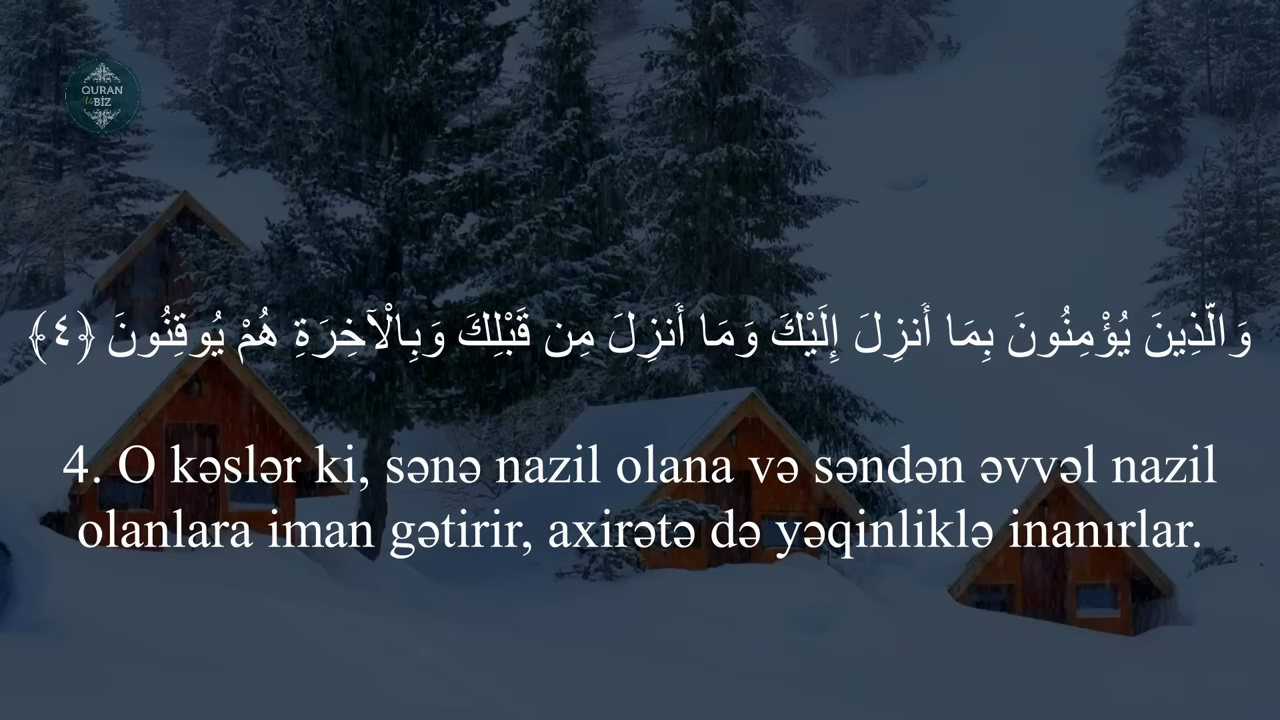 QURAN
Və
BİZ
وَالَّذِينَ يُؤْمِنُونَ بِمَا أُنزِلَ إِلَيْكَ وَمَا أُنزِلَ مِن قَبْلِكَ وَبِالْآخِرَةِ هُمْ يُوقِنُونَ ﴿٤﴾
4. O kəslər ki, sənə nazil olana və səndən əvvəl nazil
olanlara iman gətirir, axirətə də yəqinliklə inanırlar.